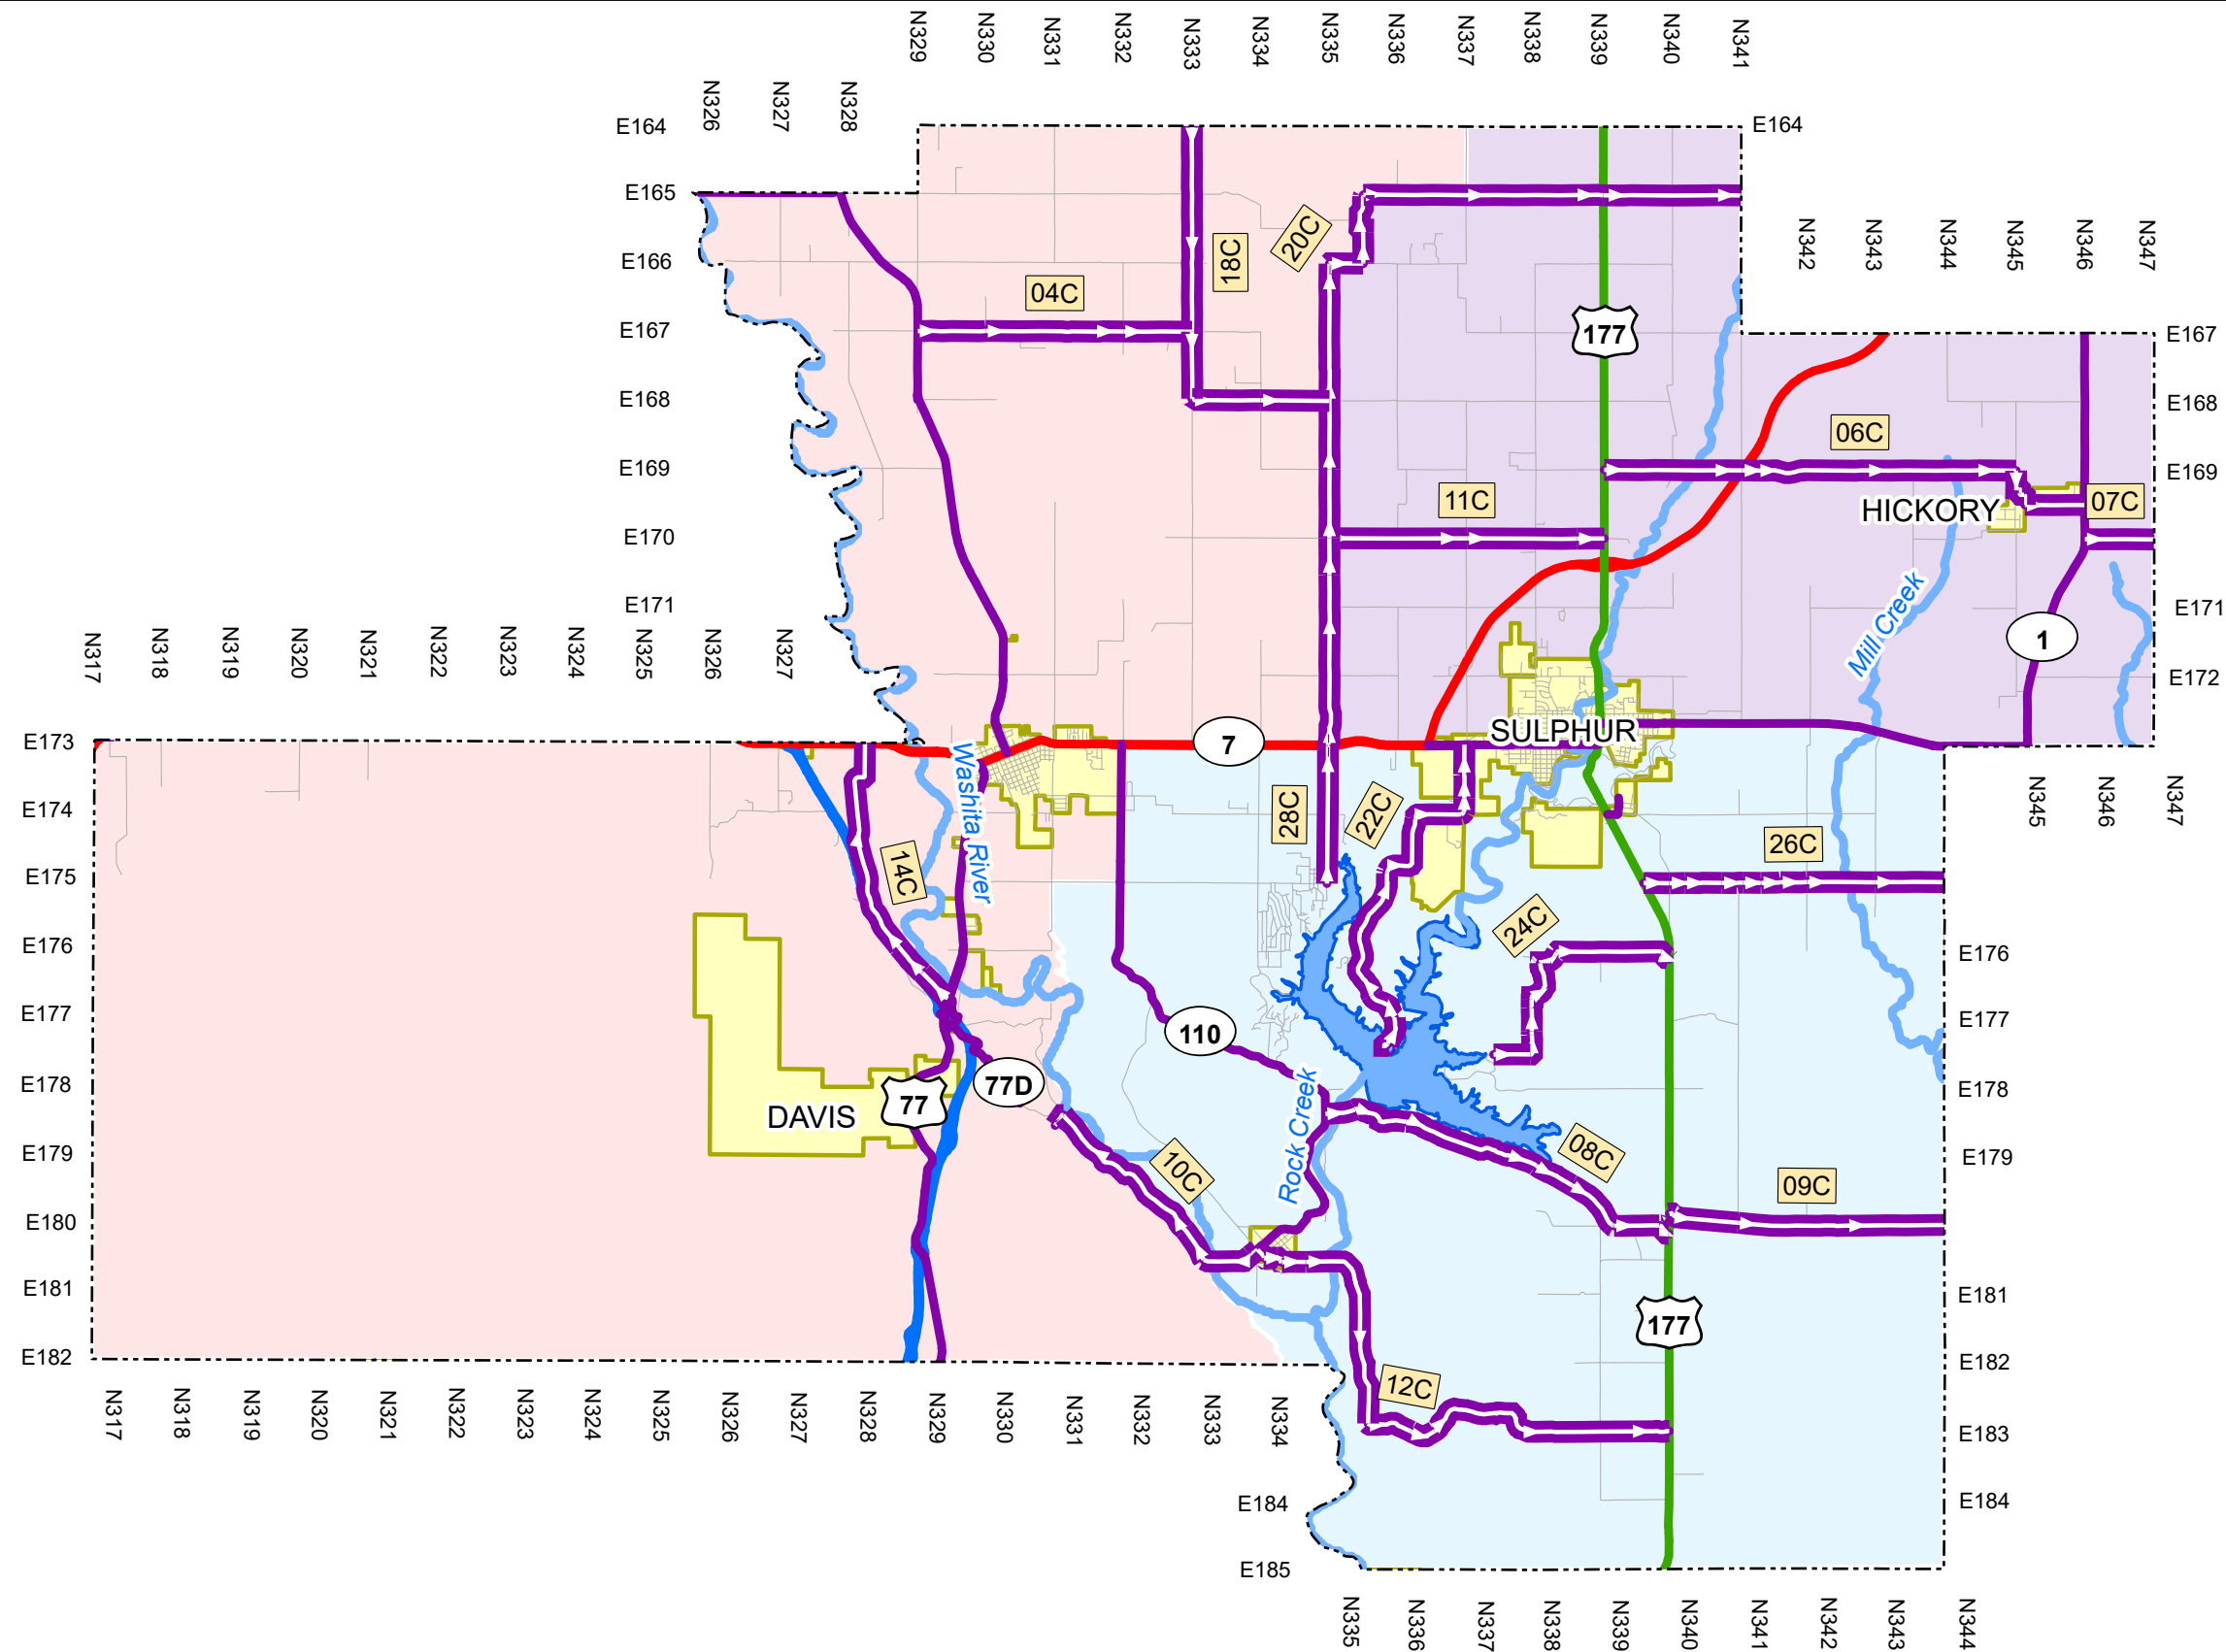 N329
N330
N331
N332
N333
N334
N335
N336
N337
N338
N339
N340
N341
N326
N327
N328
E164
E164
E165
E166
E167
E168
E169
E170
E171
N342
N343
N344
N345
N346
N347
E167
E168
E169
E171
E172
18C
20C
04C
177
06C
11C
HICKORY
07C
Mill Creek
1
N317
N318
N319
N320
N321
N322
N323
N324
N325
N326
N327
E173
E174
E175
E176
E177
E178
E179
E180
E181
E182
7
SULPHUR
Washita River
N345
N346
N347
14C
28C
22C
26C
24C
E176
E177
E178
E179
E181
E182
E183
E184
110
77D
77
DAVIS
Rock Creek
10C
08C
09C
177
12C
N317
N318
N319
N320
N321
N322
N323
N324
N325
N326
N327
N328
N329
N330
N331
N332
N333
N334
E184
E185
N335
N336
N337
N338
N339
N340
N341
N342
N343
N344